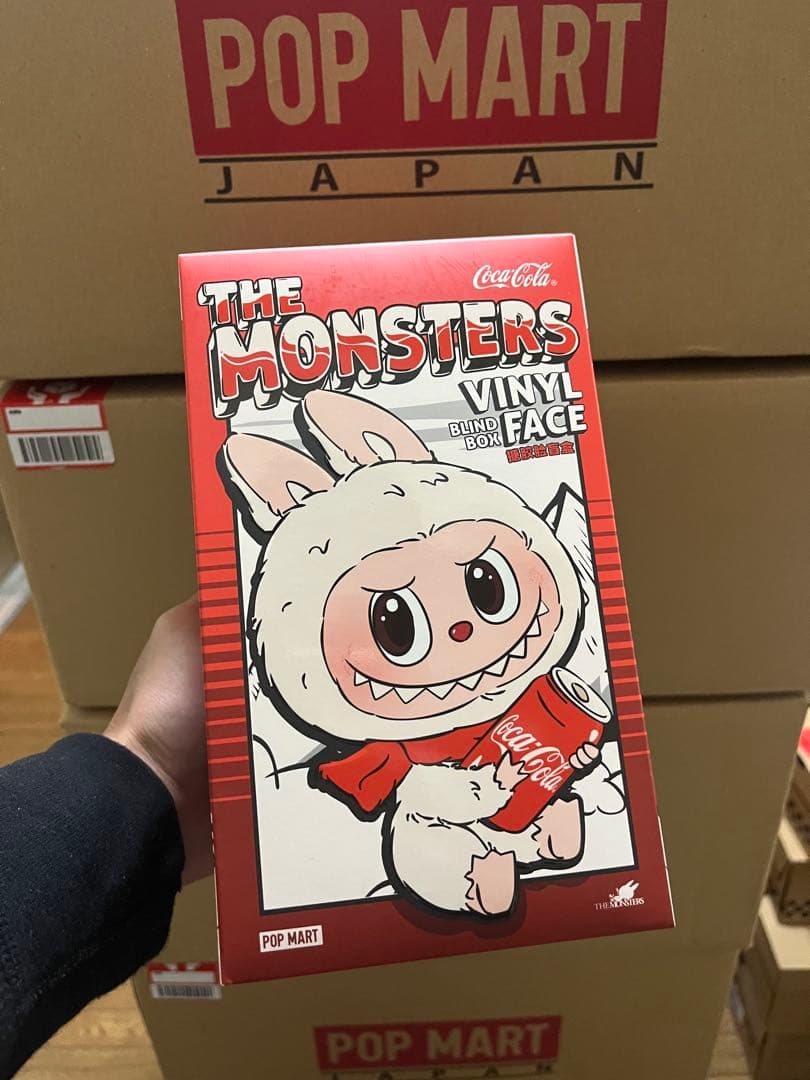 POP MART
JAPAN
Coca-Cola®
THE
MONSTERS
VINYL
BLIND
BOX
FACE
搪胶脸盲盒
Coca-Cola
THE MONSTERS
POP MART
POP MART
JAPAN